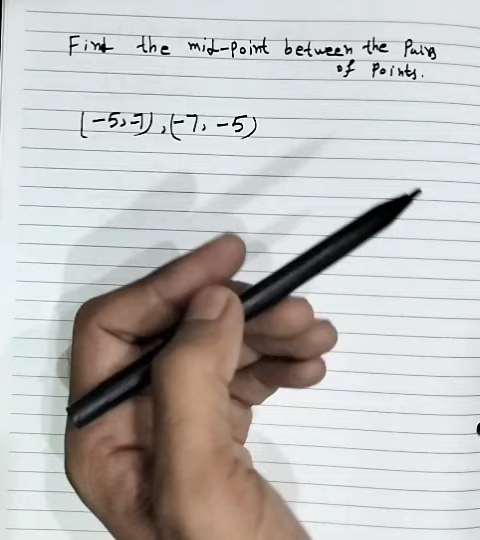 Find the mid-point between the Pairs
of Points.
(-5,-7), (-7, -5)